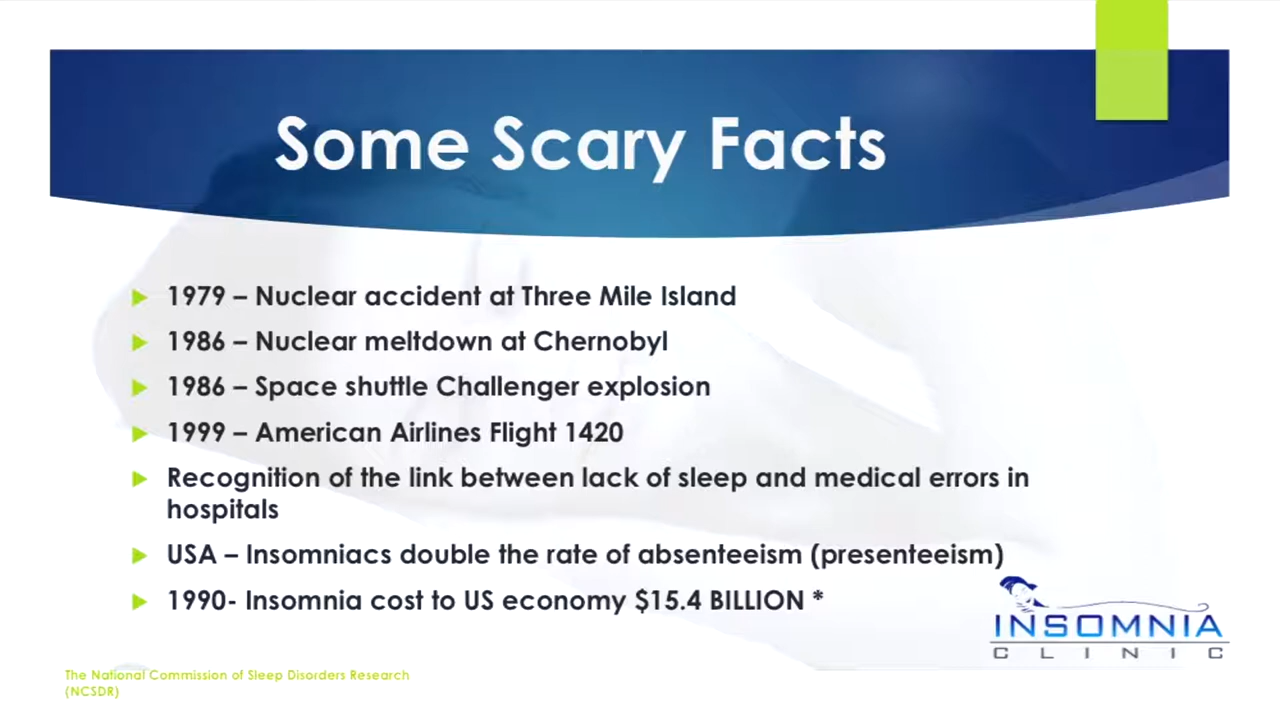 Some Scary Facts
1979 – Nuclear accident at Three Mile Island
1986 – Nuclear meltdown at Chernobyl
1986 – Space shuttle Challenger explosion
1999 – American Airlines Flight 1420
Recognition of the link between lack of sleep and medical errors in
hospitals
USA – Insomniacs double the rate of absenteeism (presenteeism)
1990- Insomnia cost to US economy $15.4 BILLION *
INSOMNIA
CLINIC
The National Commission of Sleep Disorders Research
(NCSDR)